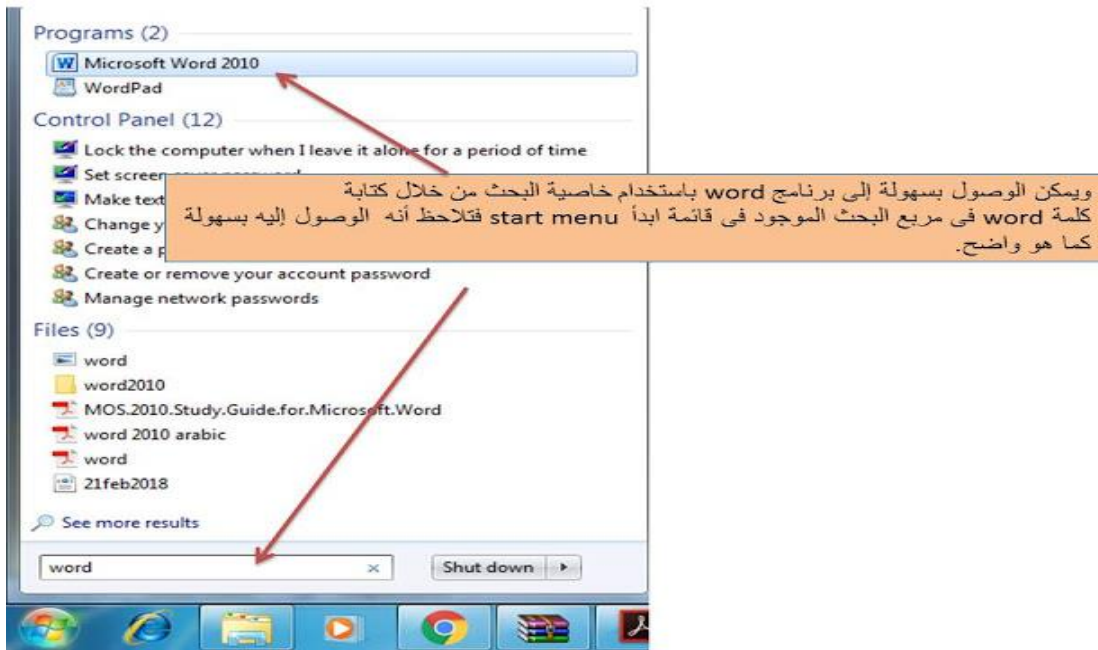 Programs (2)
Microsoft Word 2010
WordPad
Control Panel (12)
Lock the computer when I leave it alone for a period of time
Set screen
Make text
Change y
Create a p
Create or remove your account password
Manage network passwords
ويمكن الوصول بسهولة إلى برنامج word باستخدام خاصية البحث من خلال كتابة
كلمة word فى مربع البحث الموجود فى قائمة ابدأ start menu فتلاحظ أنه الوصول إليه بسهولة
كما هو واضح.
Files (9)
word
word2010
MOS.2010.Study.Guide.for.Microsoft.Word
word 2010 arabic
word
21feb2018
See more results
word
Shut down